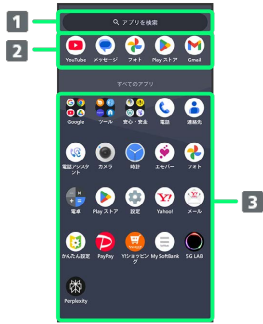 1
アプリを検索
2
YouTube メッセージ フォト Play ストア Gmail
すべてのアプリ
Google ツール 安心・安全 電話 連絡先
電話アシスタ
ント
カメラ 時計 エモパー フォト
電卓 Play ストア 設定 Yahoo! メール
3
かんたん設定 PayPay Y!ショッピン
グ
My SoftBank SG LAB
Perplexity